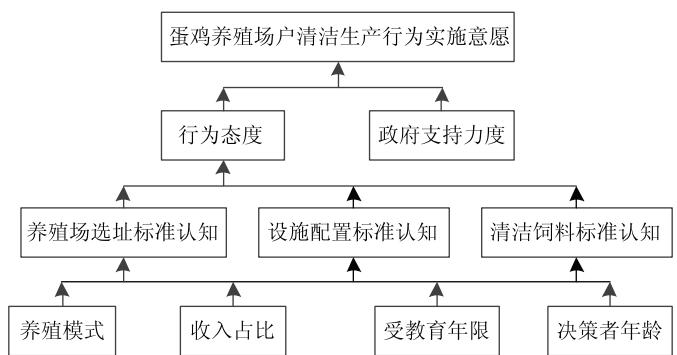 蛋鸡养殖场户清洁生产行为实施意愿
行为态度
政府支持力度
养殖场选址标准认知
设施配置标准认知
清洁饲料标准认知
养殖模式
收入占比
受教育年限
决策者年龄